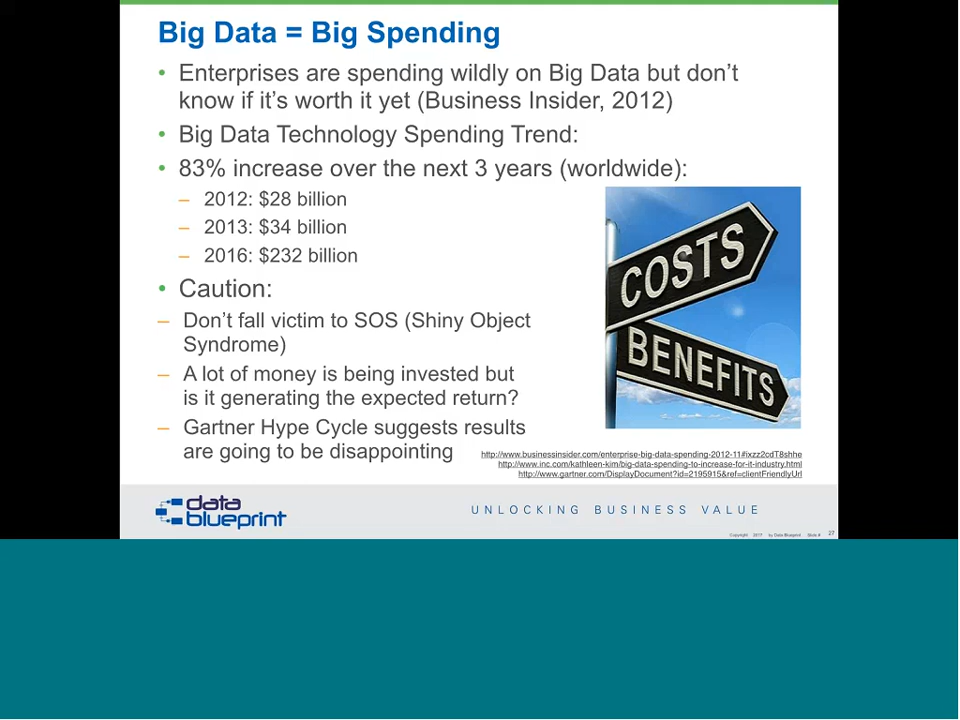 Big Data = Big Spending
• Enterprises are spending wildly on Big Data but don’t
know if it’s worth it yet (Business Insider, 2012)
• Big Data Technology Spending Trend:
• 83% increase over the next 3 years (worldwide):
– 2012: $28 billion
– 2013: $34 billion
– 2016: $232 billion
COSTS
BENEFITS
• Caution:
– Don’t fall victim to SOS (Shiny Object
Syndrome)
– A lot of money is being invested but
is it generating the expected return?
– Gartner Hype Cycle suggests results
are going to be disappointing
http://www.businessinsider.com/enterprise-big-data-spending-2012-11#ixzz2cdT8shhe
http://www.inc.com/kathleen-kim/big-data-spending-to-increase-for-it-industry.html
http://www.gartner.com/DisplayDocument?id=2195915&ref=clientFriendlyUrl
data
blueprint
UNLOCKING BUSINESS VALUE
Copyright 2017 by Data Blueprint Slide # 27